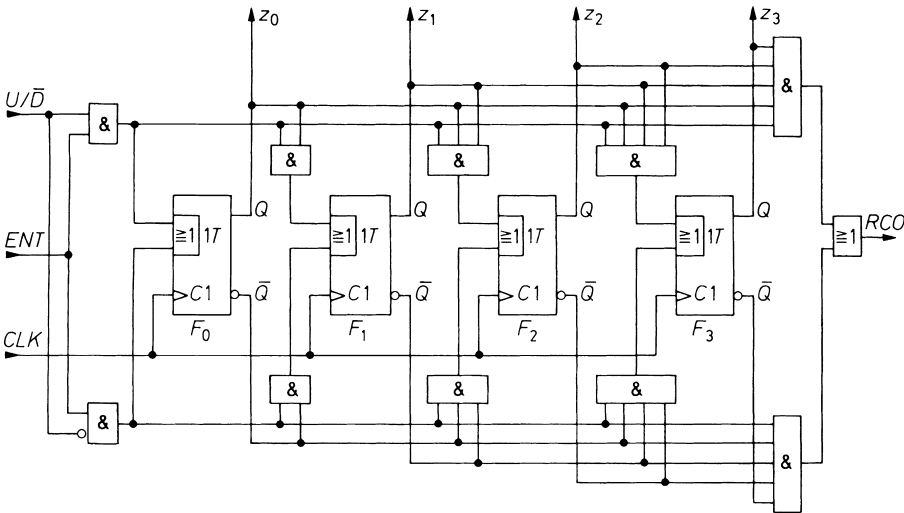 z₀ z₁ z₂ z₃
U/D̅
&
& & & &
&
Q Q Q Q
≧1 1T ≧1 1T ≧1 1T ≧1 1T
ENT
≧1 RCO
C1 Q̅ C1 Q̅ C1 Q̅ C1 Q̅
F₀ F₁ F₂ F₃
CLK
& & &
&
&